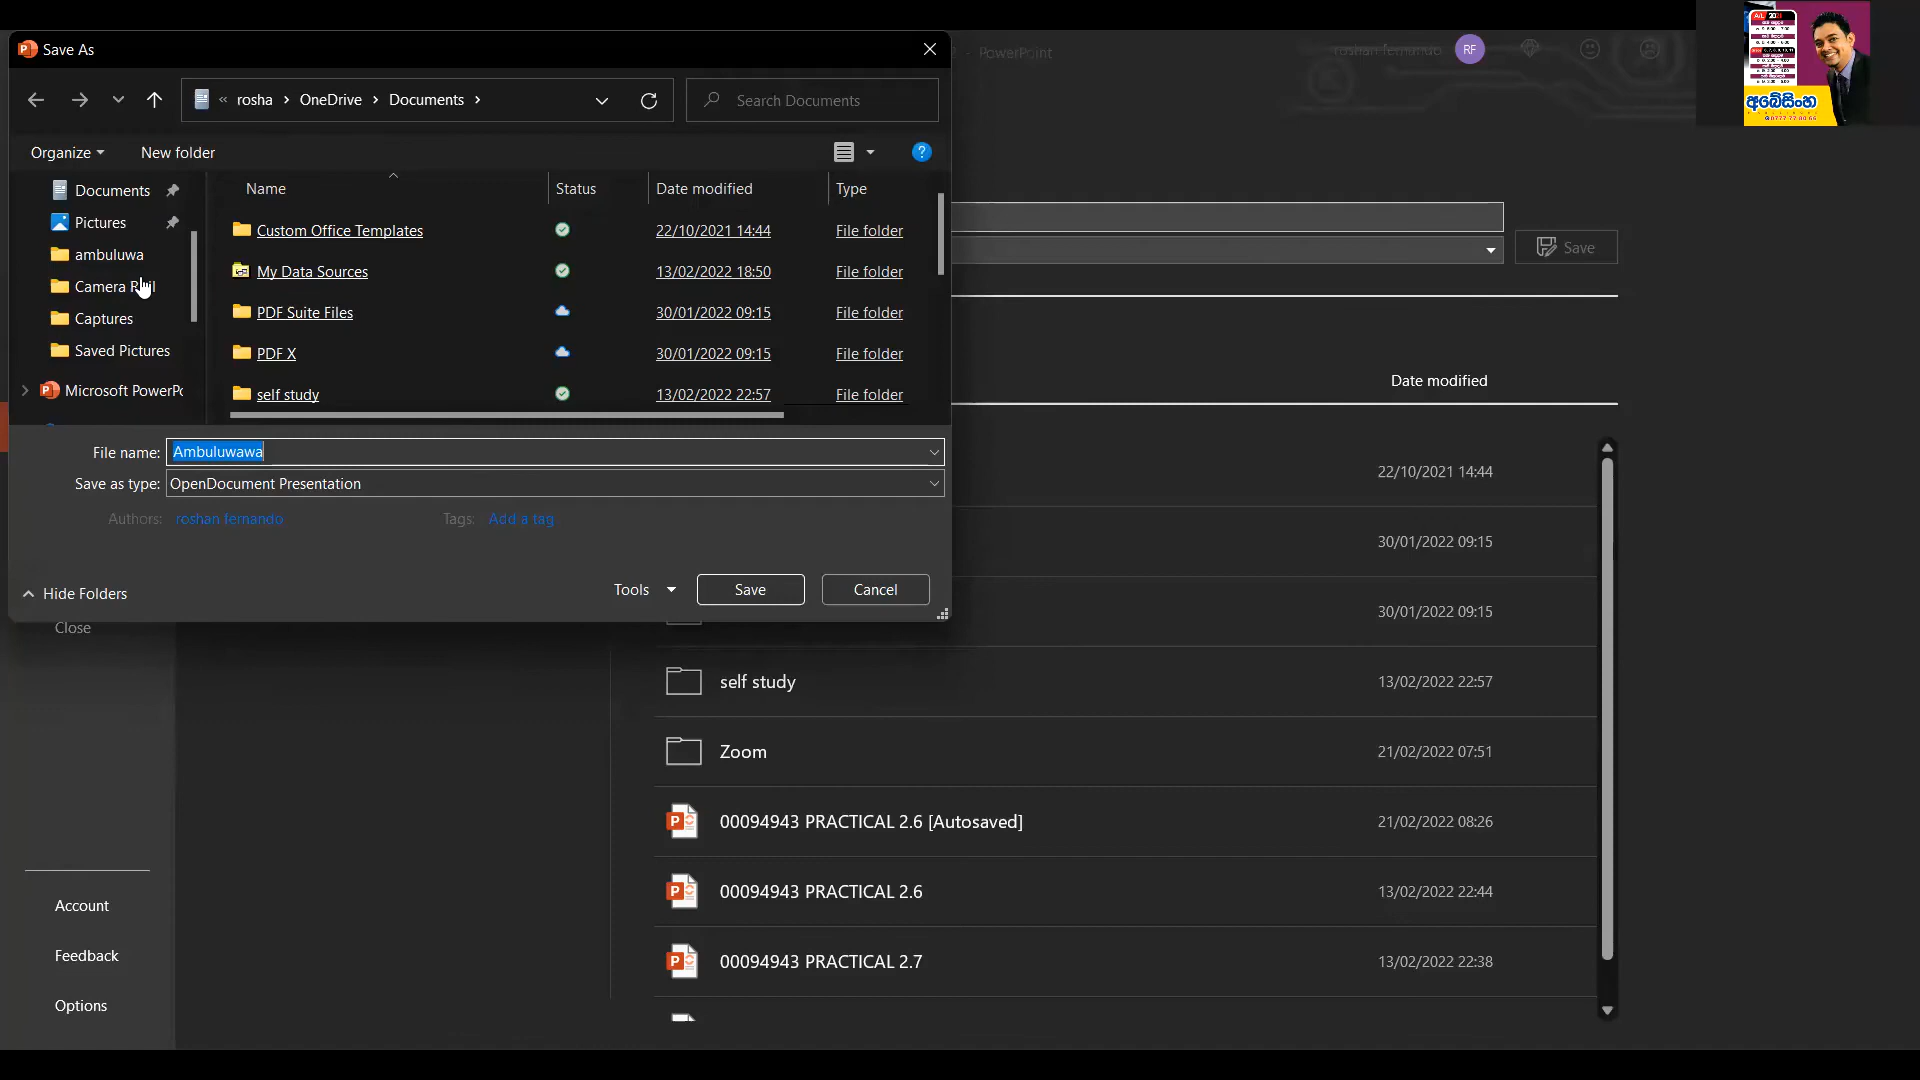 Save As
PowerPoint
roshan fernando
RF
« rosha > OneDrive > Documents >
Search Documents
Organize
New folder
Documents
Pictures
ambuluwa
Captures
Saved Pictures
Name
Status
Date modified
Type
Custom Office Templates
22/10/2021 14:44
File folder
My Data Sources
13/02/2022 18:50
File folder
PDF Suite Files
30/01/2022 09:15
File folder
PDF X
30/01/2022 09:15
File folder
self study
13/02/2022 22:57
File folder
File name: Ambuluwawa
Save as type: OpenDocument Presentation
Authors: roshan fernando
Tags: Add a tag
Hide Folders
Tools
Save
Cancel
Save
Date modified
22/10/2021 14:44
30/01/2022 09:15
30/01/2022 09:15
self study
13/02/2022 22:57
Zoom
21/02/2022 07:51
00094943 PRACTICAL 2.6 [Autosaved]
21/02/2022 08:26
00094943 PRACTICAL 2.6
13/02/2022 22:44
00094943 PRACTICAL 2.7
13/02/2022 22:38
Close
Account
Feedback
Options
අබේසිංහ